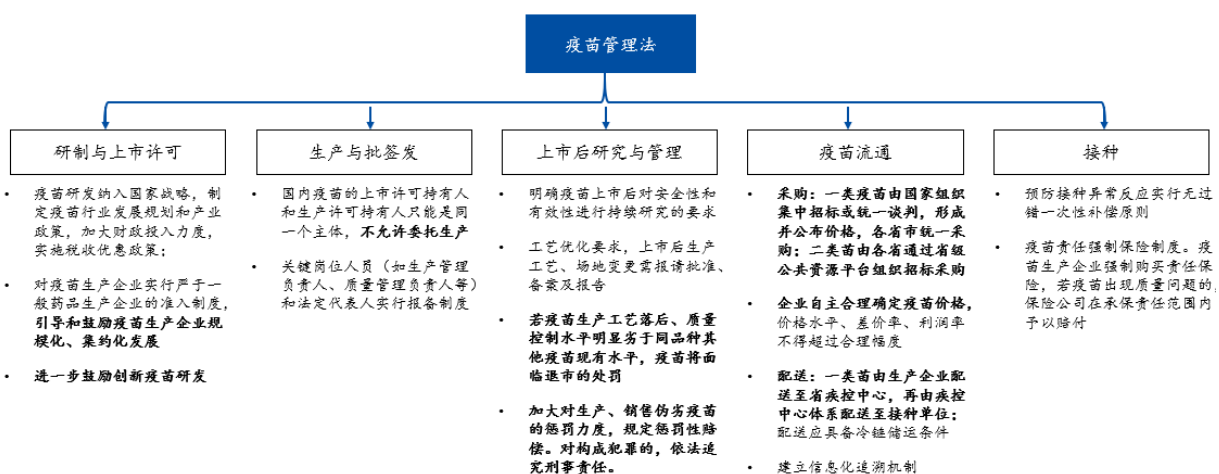 疫苗管理法
研制与上市许可
• 疫苗研发纳入国家战略，制
定疫苗行业发展规划和产业
政策，加大财政投入力度，
实施税收优惠政策；
• 对疫苗生产企业实行严于一
般药品生产企业的准入制度，
引导和鼓励疫苗生产企业规
模化、集约化发展
• 进一步鼓励创新疫苗研发
生产与批签发
• 国内疫苗的上市许可持有人
和生产许可持有人只能是同
一个主体，不允许委托生产
• 关键岗位人员（如生产管理
负责人、质量管理负责人等）
和法定代表人实行报备制度
上市后研究与管理
• 明确疫苗上市后对安全性和
有效性进行持续研究的要求
• 工艺优化要求，上市后生产
工艺、场地变更需报请批准、
备案及报告
• 若疫苗生产工艺落后、质量
控制水平明显劣于同品种其
他疫苗现有水平，疫苗将面
临退市的处罚
• 加大对生产、销售伪劣疫苗
的惩罚力度，规定惩罚性赔
偿。对构成犯罪的，依法追
究刑事责任。
疫苗流通
• 采购：一类疫苗由国家组织
集中招标或统一谈判，形成
并公布价格，各省市统一采
购；二类苗由各省通过省级
公共资源平台组织招标采购
• 企业自主合理确定疫苗价格，
价格水平、差价率、利润率
不得超过合理幅度
• 配送：一类苗由生产企业配
送至省疾控中心，再由疾控
中心体系配送至接种单位；
配送应具备冷链储运条件
• 建立信息化追溯机制
接种
• 预防接种异常反应实行无过
错一次性补偿原则
• 疫苗责任强制保险制度。疫
苗生产企业强制购买责任保
险，若疫苗出现质量问题的，
保险公司在承保责任范围内
予以赔付